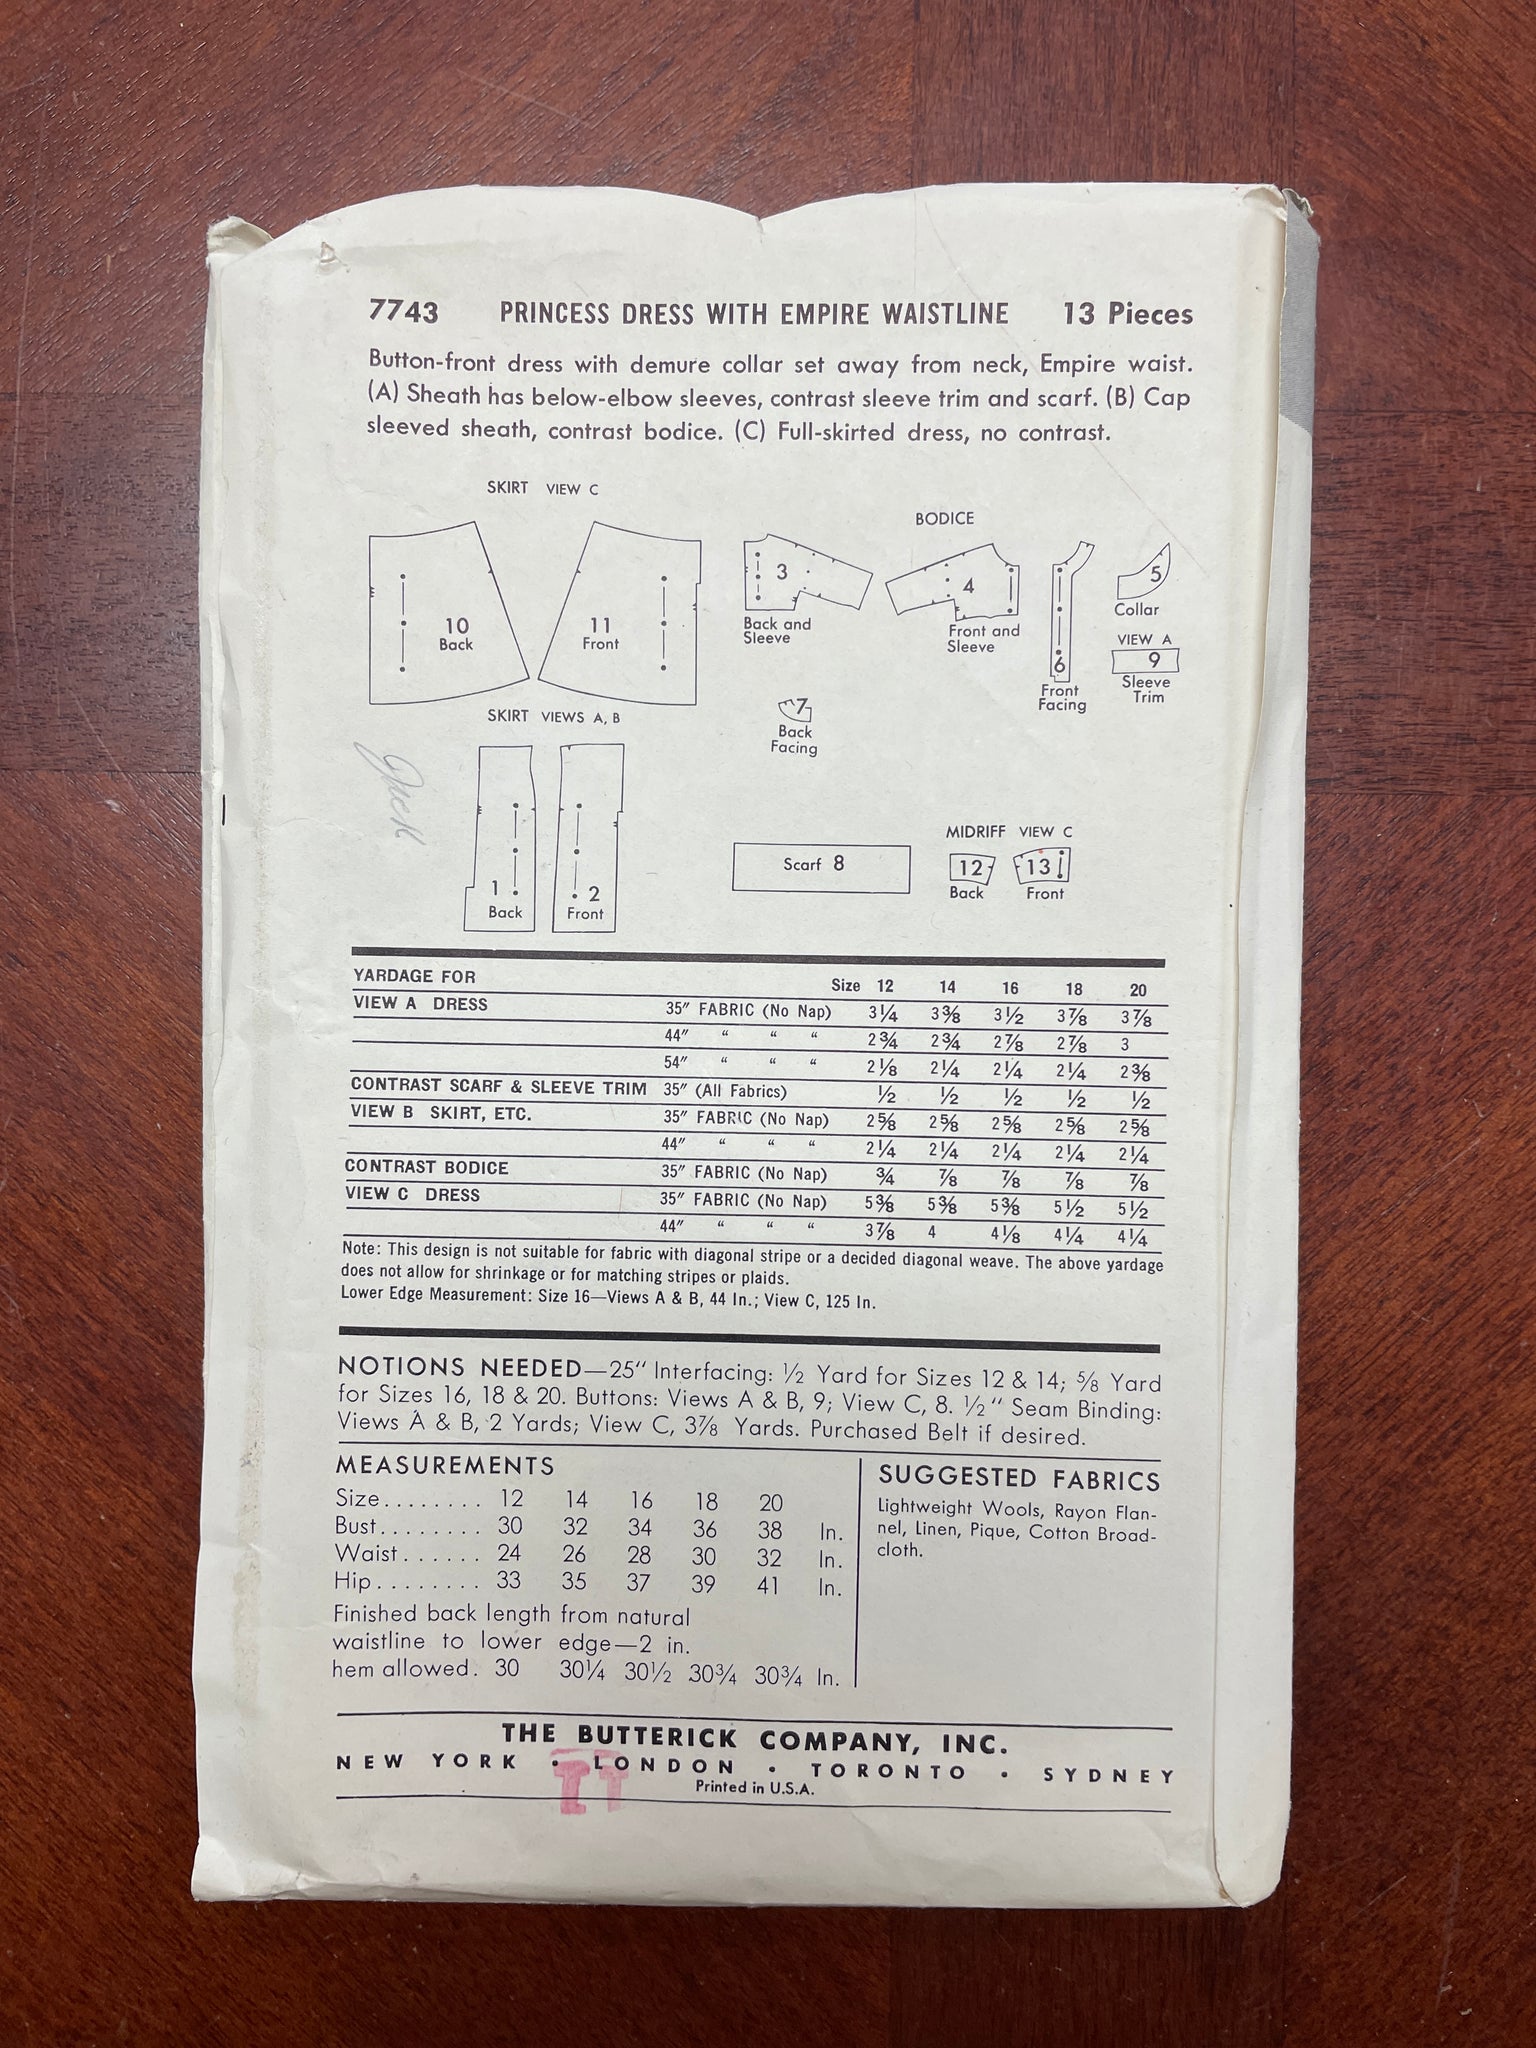 7743 PRINCESS DRESS WITH EMPIRE WAISTLINE 13 Pieces
Button-front dress with demure collar set away from neck, Empire waist.
(A) Sheath has below-elbow sleeves, contrast sleeve trim and scarf. (B) Cap
sleeved sheath, contrast bodice. (C) Full-skirted dress, no contrast.
SKIRT VIEW C
10
Back
11
Front
BODICE
3
Back and
Sleeve
4
Front and
Sleeve
6
Front
Facing
5
Collar
VIEW A
9
Sleeve
Trim
7
Back
Facing
SKIRT VIEWS A, B
1
Back
2
Front
Scarf 8
MIDRIFF VIEW C
12
Back
13
Front
YARDAGE FOR Size 12 14 16 18 20
VIEW A DRESS 35" FABRIC (No Nap) 3¼ 3⅜ 3½ 3⅞ 3⅞
44" " " " 2¾ 2¾ 2⅞ 2⅞ 3
54" " " " 2⅛ 2¼ 2¼ 2¼ 2⅜
CONTRAST SCARF & SLEEVE TRIM 35" (All Fabrics) ½ ½ ½ ½ ½
VIEW B SKIRT, ETC. 35" FABRIC (No Nap) 2⅝ 2⅝ 2⅝ 2⅝ 2⅝
44" " " " 2¼ 2¼ 2¼ 2¼ 2¼
CONTRAST BODICE 35" FABRIC (No Nap) ¾ ⅞ ⅞ ⅞ ⅞
VIEW C DRESS 35" FABRIC (No Nap) 5⅜ 5⅜ 5⅜ 5½ 5½
44" " " " 3⅞ 4 4⅛ 4¼ 4¼
Note: This design is not suitable for fabric with diagonal stripe or a decided diagonal weave. The above yardage
does not allow for shrinkage or for matching stripes or plaids.
Lower Edge Measurement: Size 16—Views A & B, 44 In.; View C, 125 In.
NOTIONS NEEDED—25" Interfacing: ½ Yard for Sizes 12 & 14; ⅝ Yard
for Sizes 16, 18 & 20. Buttons: Views A & B, 9; View C, 8. ½" Seam Binding:
Views A & B, 2 Yards; View C, 3⅞ Yards. Purchased Belt if desired.
MEASUREMENTS
Size........ 12 14 16 18 20
Bust........ 30 32 34 36 38 In.
Waist...... 24 26 28 30 32 In.
Hip........ 33 35 37 39 41 In.
Finished back length from natural
waistline to lower edge—2 in.
hem allowed. 30 30¼ 30½ 30¾ 30¾ In.
SUGGESTED FABRICS
Lightweight Wools, Rayon Flan-
nel, Linen, Pique, Cotton Broad-
cloth.
THE BUTTERICK COMPANY, INC.
NEW YORK • LONDON • TORONTO • SYDNEY
Printed in U.S.A.